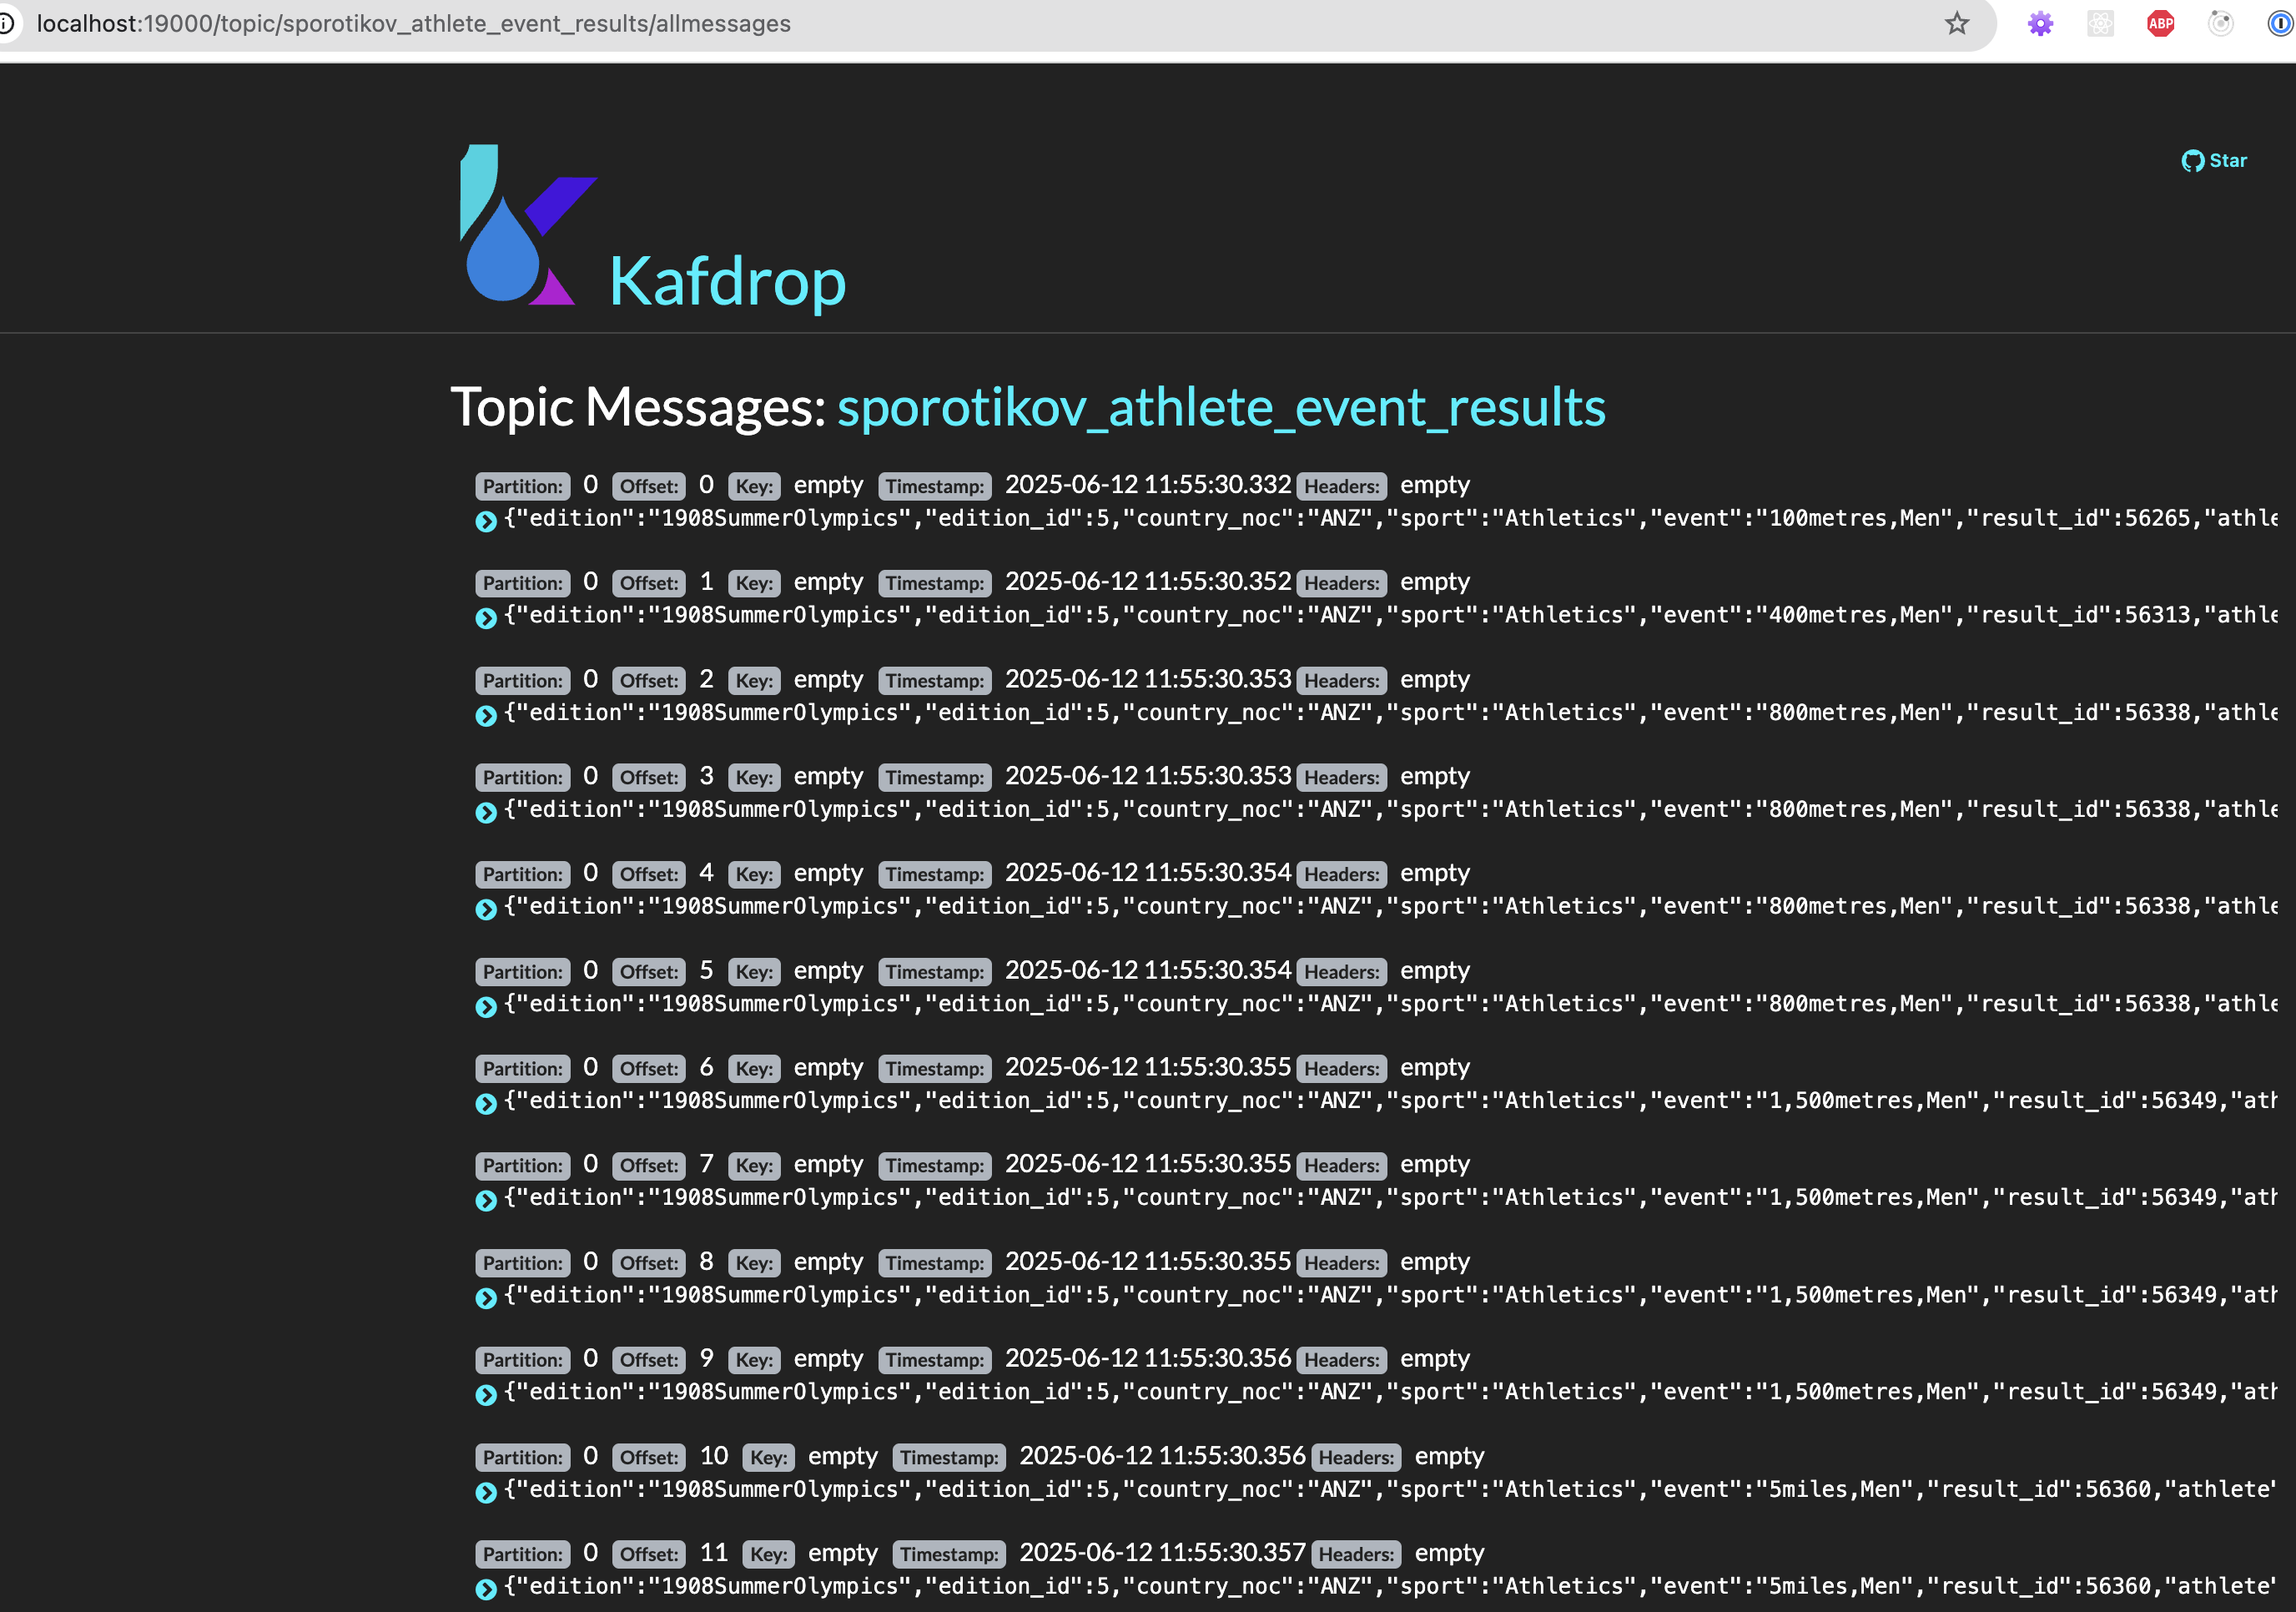 localhost:19000/topic/sporotikov_athlete_event_results/allmessages
ABP
Star
Kafdrop
Topic Messages: sporotikov_athlete_event_results
Partition: 0 Offset: 0 Key: empty Timestamp: 2025-06-12 11:55:30.332 Headers: empty
{"edition":"1908SummerOlympics","edition_id":5,"country_noc":"ANZ","sport":"Athletics","event":"100metres,Men","result_id":56265,"athle
Partition: 0 Offset: 1 Key: empty Timestamp: 2025-06-12 11:55:30.352 Headers: empty
{"edition":"1908SummerOlympics","edition_id":5,"country_noc":"ANZ","sport":"Athletics","event":"400metres,Men","result_id":56313,"athle
Partition: 0 Offset: 2 Key: empty Timestamp: 2025-06-12 11:55:30.353 Headers: empty
{"edition":"1908SummerOlympics","edition_id":5,"country_noc":"ANZ","sport":"Athletics","event":"800metres,Men","result_id":56338,"athle
Partition: 0 Offset: 3 Key: empty Timestamp: 2025-06-12 11:55:30.353 Headers: empty
{"edition":"1908SummerOlympics","edition_id":5,"country_noc":"ANZ","sport":"Athletics","event":"800metres,Men","result_id":56338,"athle
Partition: 0 Offset: 4 Key: empty Timestamp: 2025-06-12 11:55:30.354 Headers: empty
{"edition":"1908SummerOlympics","edition_id":5,"country_noc":"ANZ","sport":"Athletics","event":"800metres,Men","result_id":56338,"athle
Partition: 0 Offset: 5 Key: empty Timestamp: 2025-06-12 11:55:30.354 Headers: empty
{"edition":"1908SummerOlympics","edition_id":5,"country_noc":"ANZ","sport":"Athletics","event":"800metres,Men","result_id":56338,"athle
Partition: 0 Offset: 6 Key: empty Timestamp: 2025-06-12 11:55:30.355 Headers: empty
{"edition":"1908SummerOlympics","edition_id":5,"country_noc":"ANZ","sport":"Athletics","event":"1,500metres,Men","result_id":56349,"ath
Partition: 0 Offset: 7 Key: empty Timestamp: 2025-06-12 11:55:30.355 Headers: empty
{"edition":"1908SummerOlympics","edition_id":5,"country_noc":"ANZ","sport":"Athletics","event":"1,500metres,Men","result_id":56349,"ath
Partition: 0 Offset: 8 Key: empty Timestamp: 2025-06-12 11:55:30.355 Headers: empty
{"edition":"1908SummerOlympics","edition_id":5,"country_noc":"ANZ","sport":"Athletics","event":"1,500metres,Men","result_id":56349,"ath
Partition: 0 Offset: 9 Key: empty Timestamp: 2025-06-12 11:55:30.356 Headers: empty
{"edition":"1908SummerOlympics","edition_id":5,"country_noc":"ANZ","sport":"Athletics","event":"1,500metres,Men","result_id":56349,"ath
Partition: 0 Offset: 10 Key: empty Timestamp: 2025-06-12 11:55:30.356 Headers: empty
{"edition":"1908SummerOlympics","edition_id":5,"country_noc":"ANZ","sport":"Athletics","event":"5miles,Men","result_id":56360,"athlete"
Partition: 0 Offset: 11 Key: empty Timestamp: 2025-06-12 11:55:30.357 Headers: empty
{"edition":"1908SummerOlympics","edition_id":5,"country_noc":"ANZ","sport":"Athletics","event":"5miles,Men","result_id":56360,"athlete"